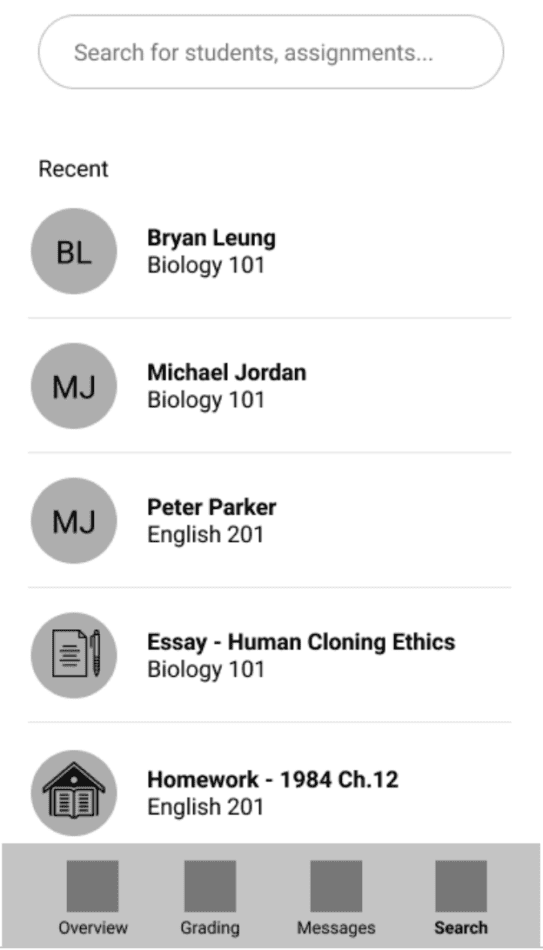 Search for students, assignments...
Recent
BL
Bryan Leung
Biology 101
MJ
Michael Jordan
Biology 101
MJ
Peter Parker
English 201
Essay - Human Cloning Ethics
Biology 101
Homework - 1984 Ch.12
English 201
Overview Grading Messages Search